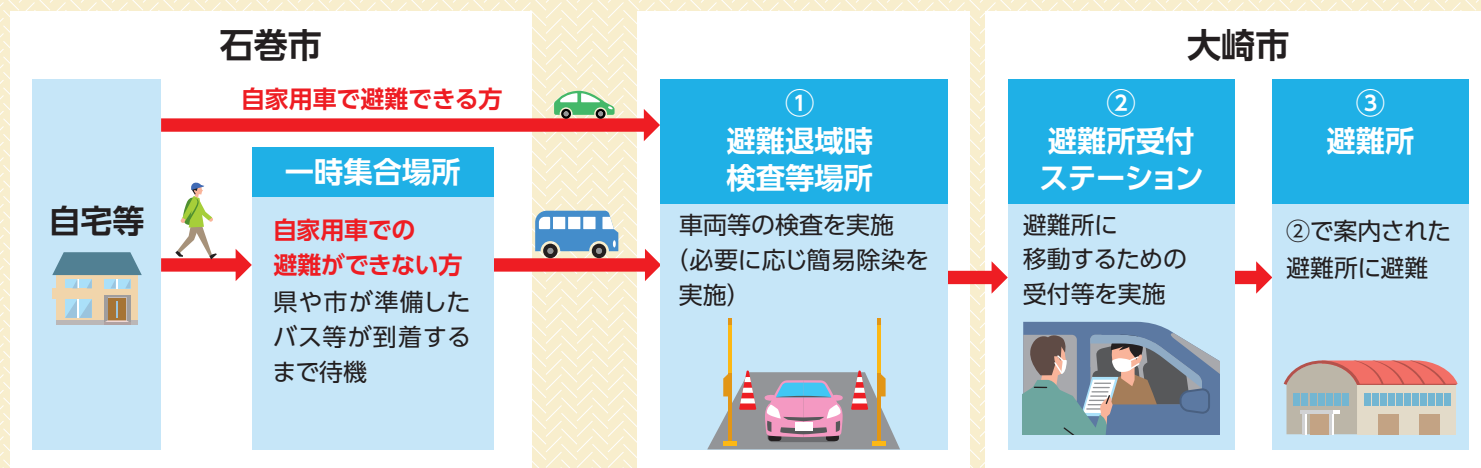 石巻市
自宅等
自家用車で避難できる方
一時集合場所
自家用車での
避難ができない方
県や市が準備した
バス等が到着する
まで待機
①
避難退域時
検査等場所
車両等の検査を実施
（必要に応じ簡易除染を
実施）
大崎市
②
避難所受付
ステーション
避難所に
移動するための
受付等を実施
③
避難所
②で案内された
避難所に避難